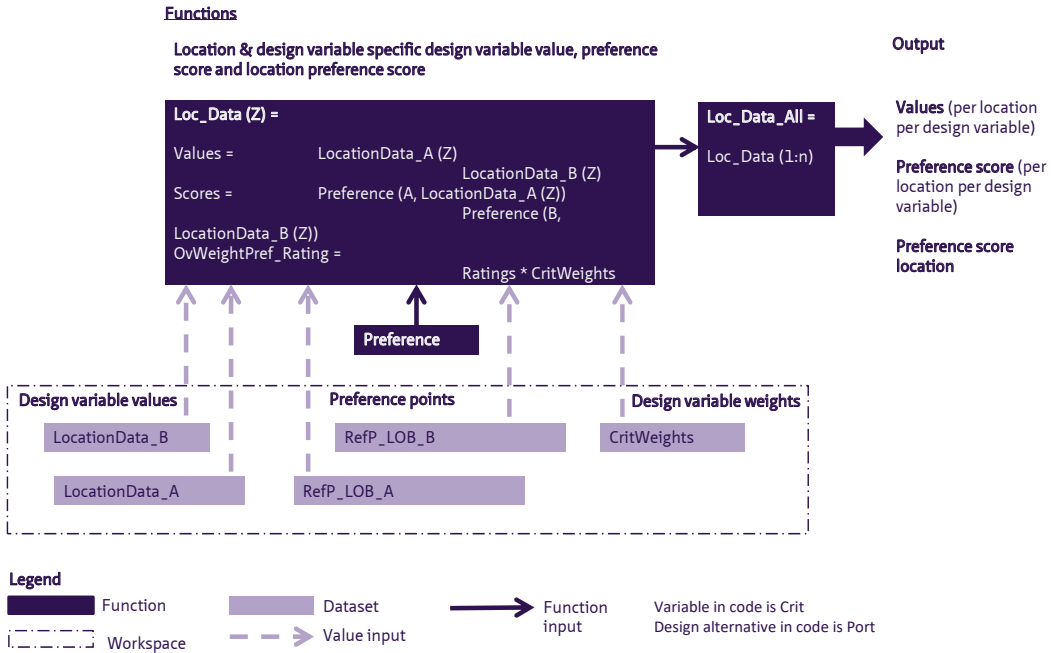 Functions
Location & design variable specific design variable value, preference
score and location preference score
Loc_Data (Z) =
Values = LocationData_A (Z)
LocationData_B (Z)
Scores = Preference (A, LocationData_A (Z))
Preference (B,
LocationData_B (Z))
OvWeightPref_Rating =
Ratings * CritWeights
Loc_Data_All =
Loc_Data (1:n)
Output
Values (per location
per design variable)
Preference score (per
location per design
variable)
Preference score
location
Preference
Design variable values
Preference points
Design variable weights
LocationData_B
RefP_LOB_B
CritWeights
LocationData_A
RefP_LOB_A
Legend
Function
Dataset
Function
input
Variable in code is Crit
Design alternative in code is Port
Workspace
Value input